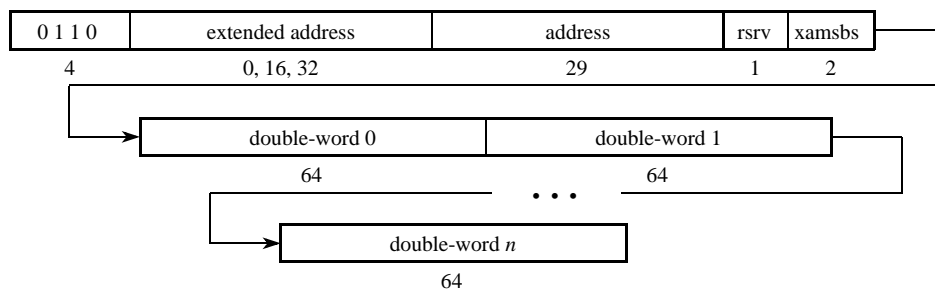 0 1 1 0 extended address address rsrv xamsbs
4 0, 16, 32 29 1 2
double-word 0 double-word 1
64 64
• • •
double-word n
64